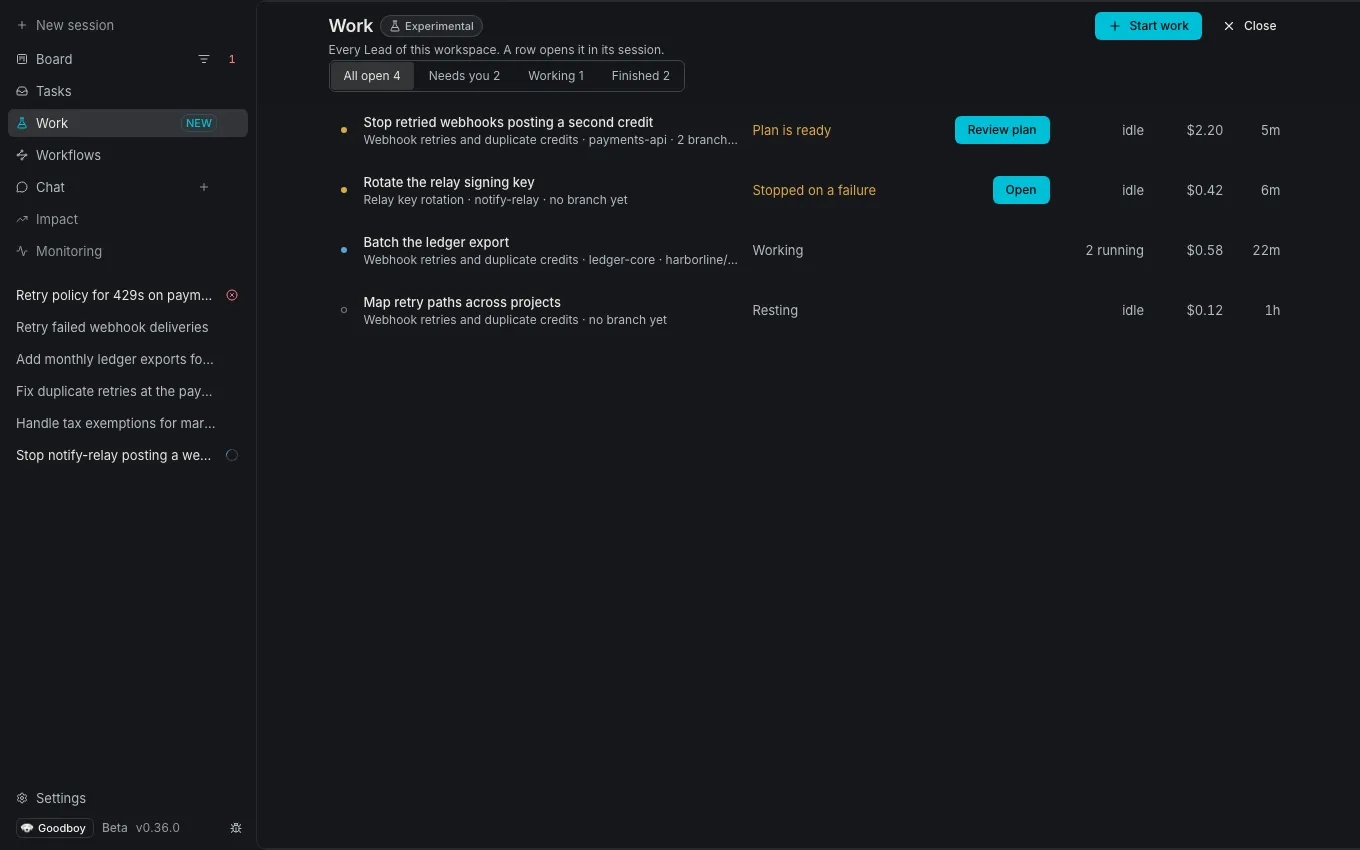 New session
Board 1
Tasks
Work NEW
Workflows
Chat
Impact
Monitoring
Retry policy for 429s on paym...
Retry failed webhook deliveries
Add monthly ledger exports fo...
Fix duplicate retries at the pay...
Handle tax exemptions for mar...
Stop notify-relay posting a we...
Settings
Goodboy Beta v0.36.0
Work Experimental
Every Lead of this workspace. A row opens it in its session.
Start work Close
All open 4 Needs you 2 Working 1 Finished 2
Stop retried webhooks posting a second credit
Webhook retries and duplicate credits · payments-api · 2 branch...
Plan is ready Review plan idle $2.20 5m
Rotate the relay signing key
Relay key rotation · notify-relay · no branch yet
Stopped on a failure Open idle $0.42 6m
Batch the ledger export
Webhook retries and duplicate credits · ledger-core · harborline/...
Working 2 running $0.58 22m
Map retry paths across projects
Webhook retries and duplicate credits · no branch yet
Resting idle $0.12 1h